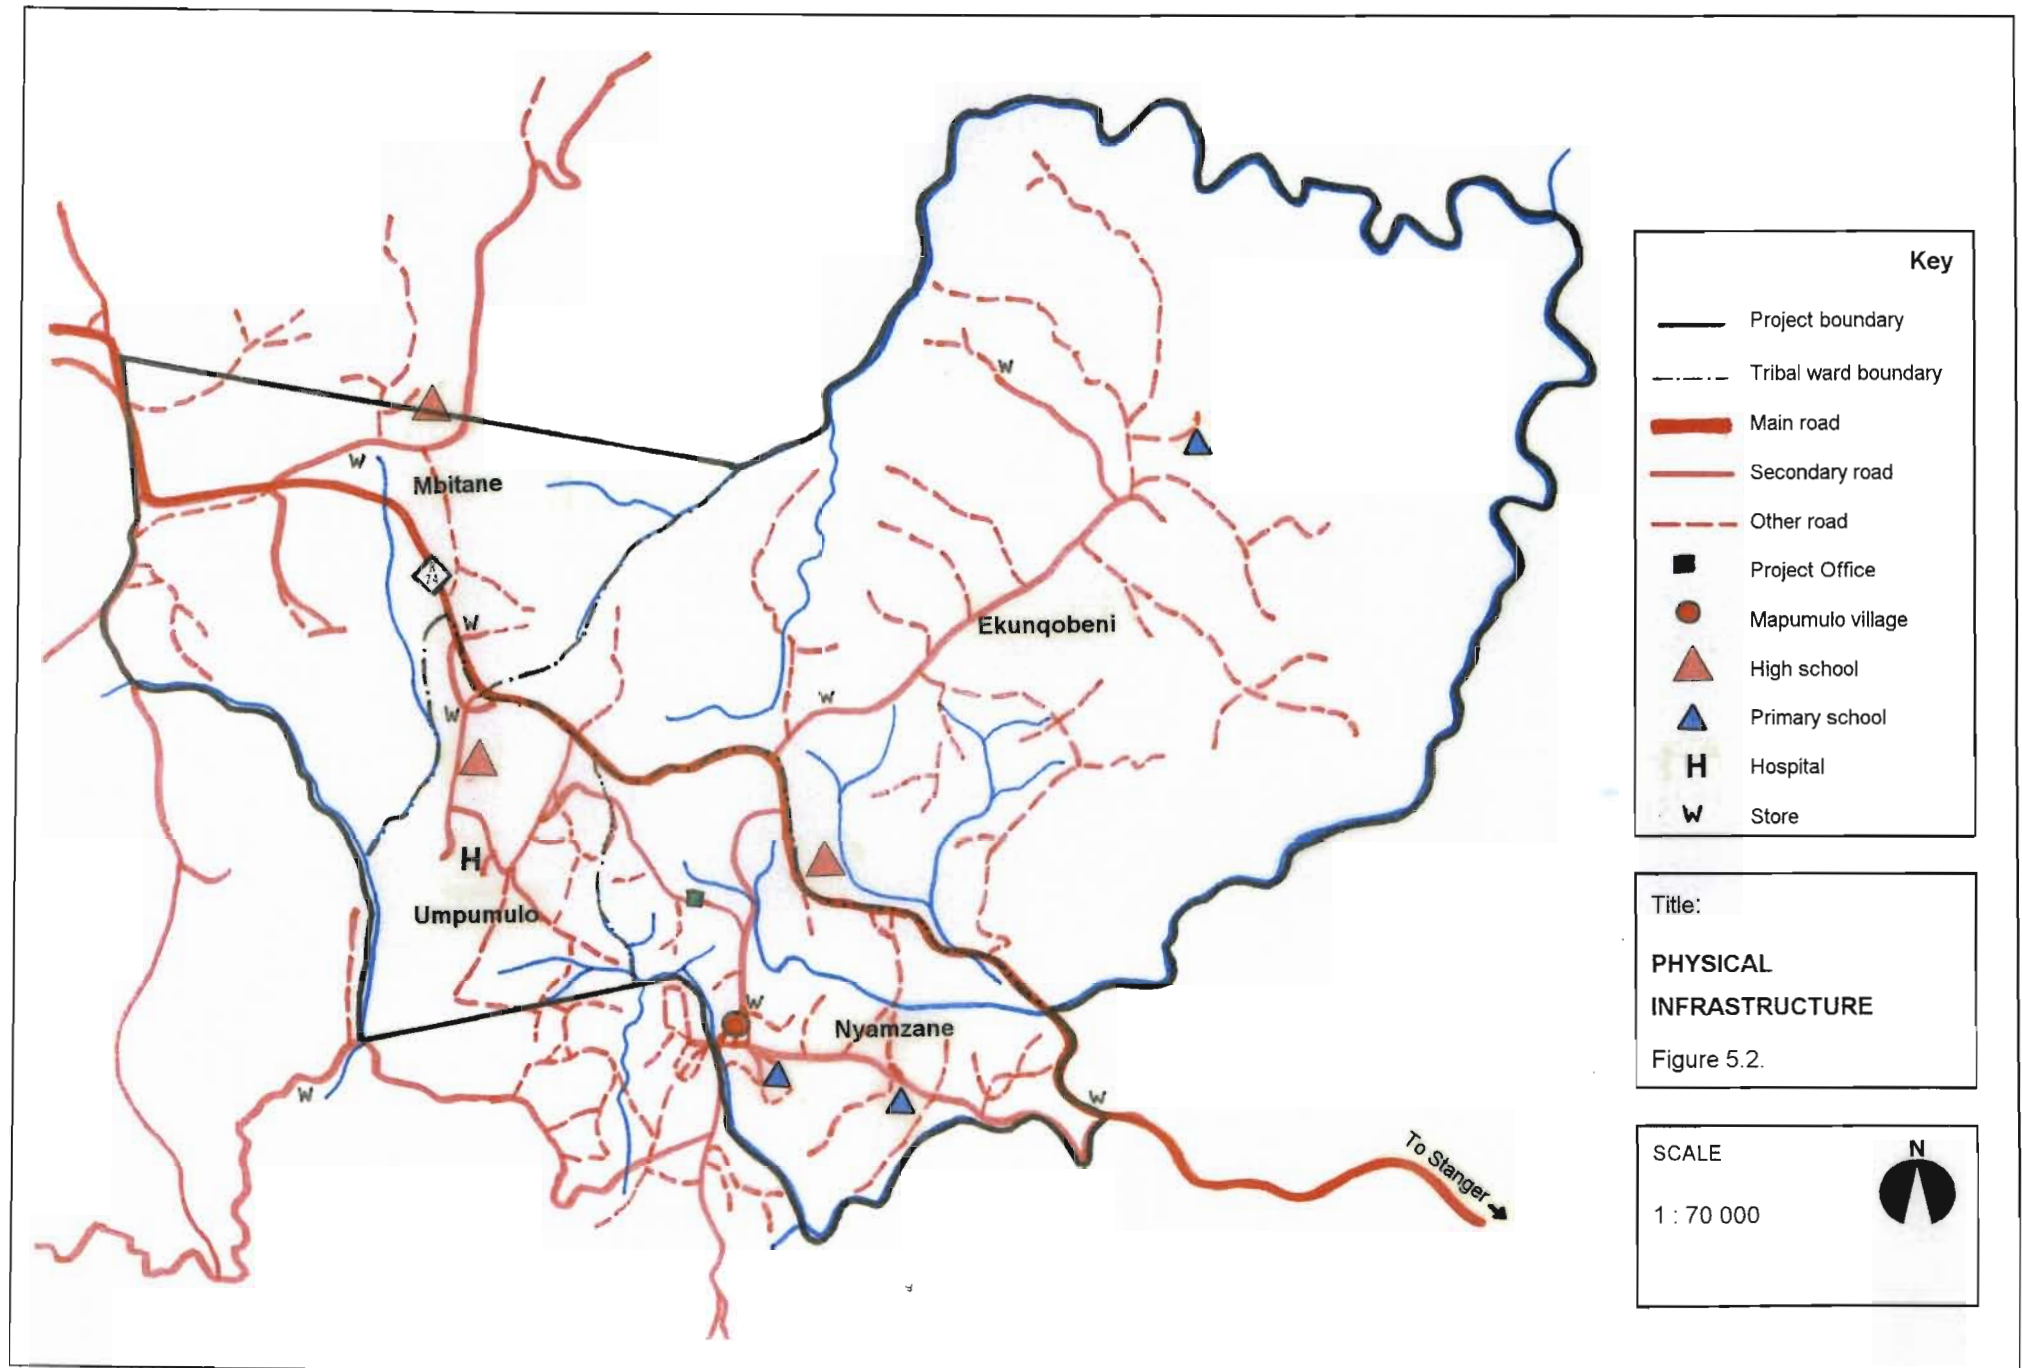 W
W
Mbitane
R
74
W
Ekunqobeni
W
W
H
Umpumulo
W
Nyamzane
W
W
To Stanger
Key
Project boundary
Tribal ward boundary
Main road
Secondary road
Other road
Project Office
Mapumulo village
High school
Primary school
H Hospital
W Store
Title:
PHYSICAL
INFRASTRUCTURE
Figure 5.2.
SCALE
N
1 : 70 000